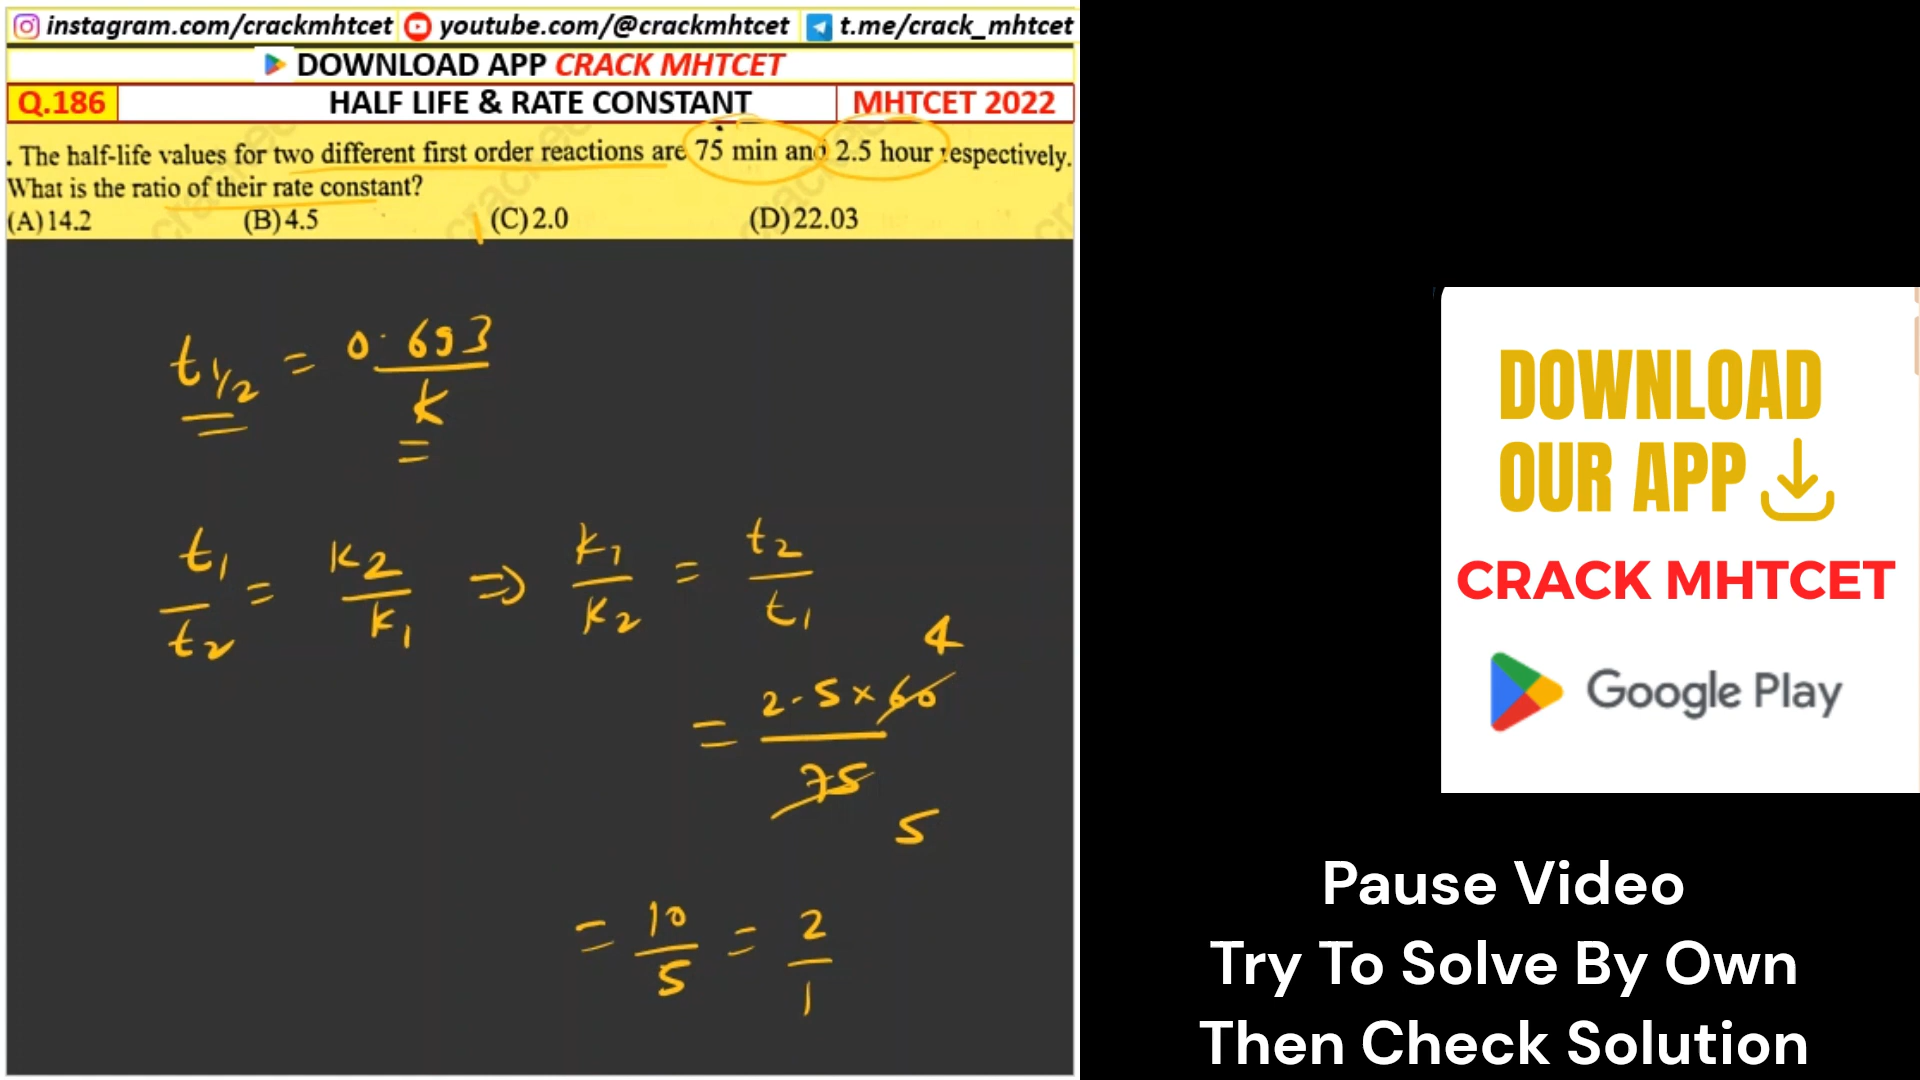 instagram.com/crackmhtcet youtube.com/@crackmhtcet t.me/crack_mhtcet
DOWNLOAD APP CRACK MHTCET
Q.186 HALF LIFE & RATE CONSTANT MHTCET 2022
. The half-life values for two different first order reactions are 75 min and 2.5 hour respectively.
What is the ratio of their rate constant?
(A) 14.2 (B) 4.5 (C) 2.0 (D) 22.03
t1/2 = 0.693/K
t1/t2 = K2/K1 ⇒ K1/K2 = t2/t1
4
= 2.5 × 60/75
5
= 10/5 = 2/1
DOWNLOAD
OUR APP
CRACK MHTCET
Google Play
Pause Video
Try To Solve By Own
Then Check Solution